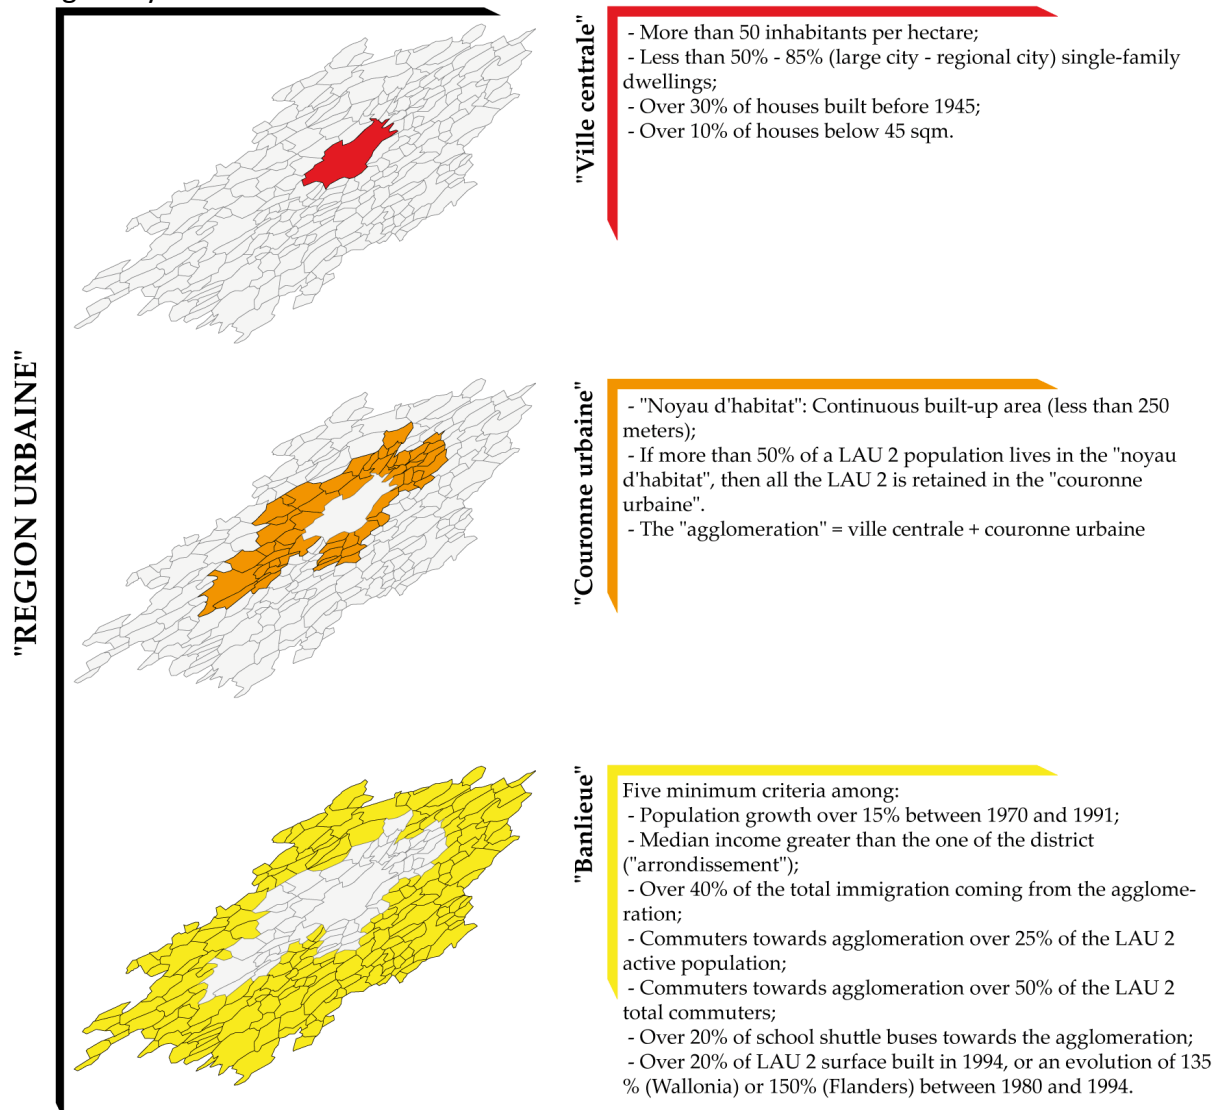 "REGION URBAINE"
"Ville centrale"
- More than 50 inhabitants per hectare;
- Less than 50% - 85% (large city - regional city) single-family
dwellings;
- Over 30% of houses built before 1945;
- Over 10% of houses below 45 sqm.
"Couronne urbaine"
- "Noyau d'habitat": Continuous built-up area (less than 250
meters);
- If more than 50% of a LAU 2 population lives in the "noyau
d'habitat", then all the LAU 2 is retained in the "couronne
urbaine".
- The "agglomeration" = ville centrale + couronne urbaine
"Banlieue"
Five minimum criteria among:
- Population growth over 15% between 1970 and 1991;
- Median income greater than the one of the district
("arrondissement");
- Over 40% of the total immigration coming from the agglome-
ration;
- Commuters towards agglomeration over 25% of the LAU 2
active population;
- Commuters towards agglomeration over 50% of the LAU 2
total commuters;
- Over 20% of school shuttle buses towards the agglomeration;
- Over 20% of LAU 2 surface built in 1994, or an evolution of 135
% (Wallonia) or 150% (Flanders) between 1980 and 1994.